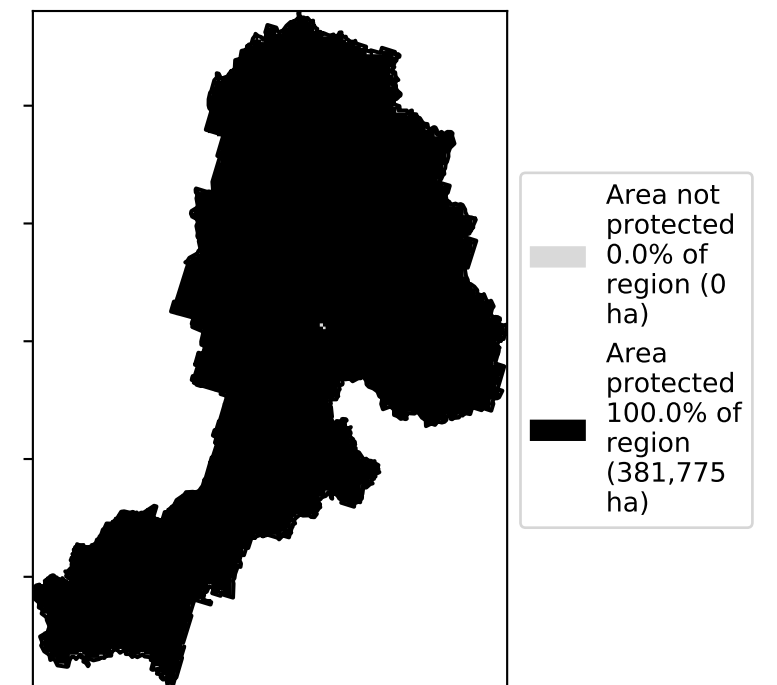 Area not
protected
0.0% of
region (0
ha)
Area
protected
100.0% of
region
(381,775
ha)